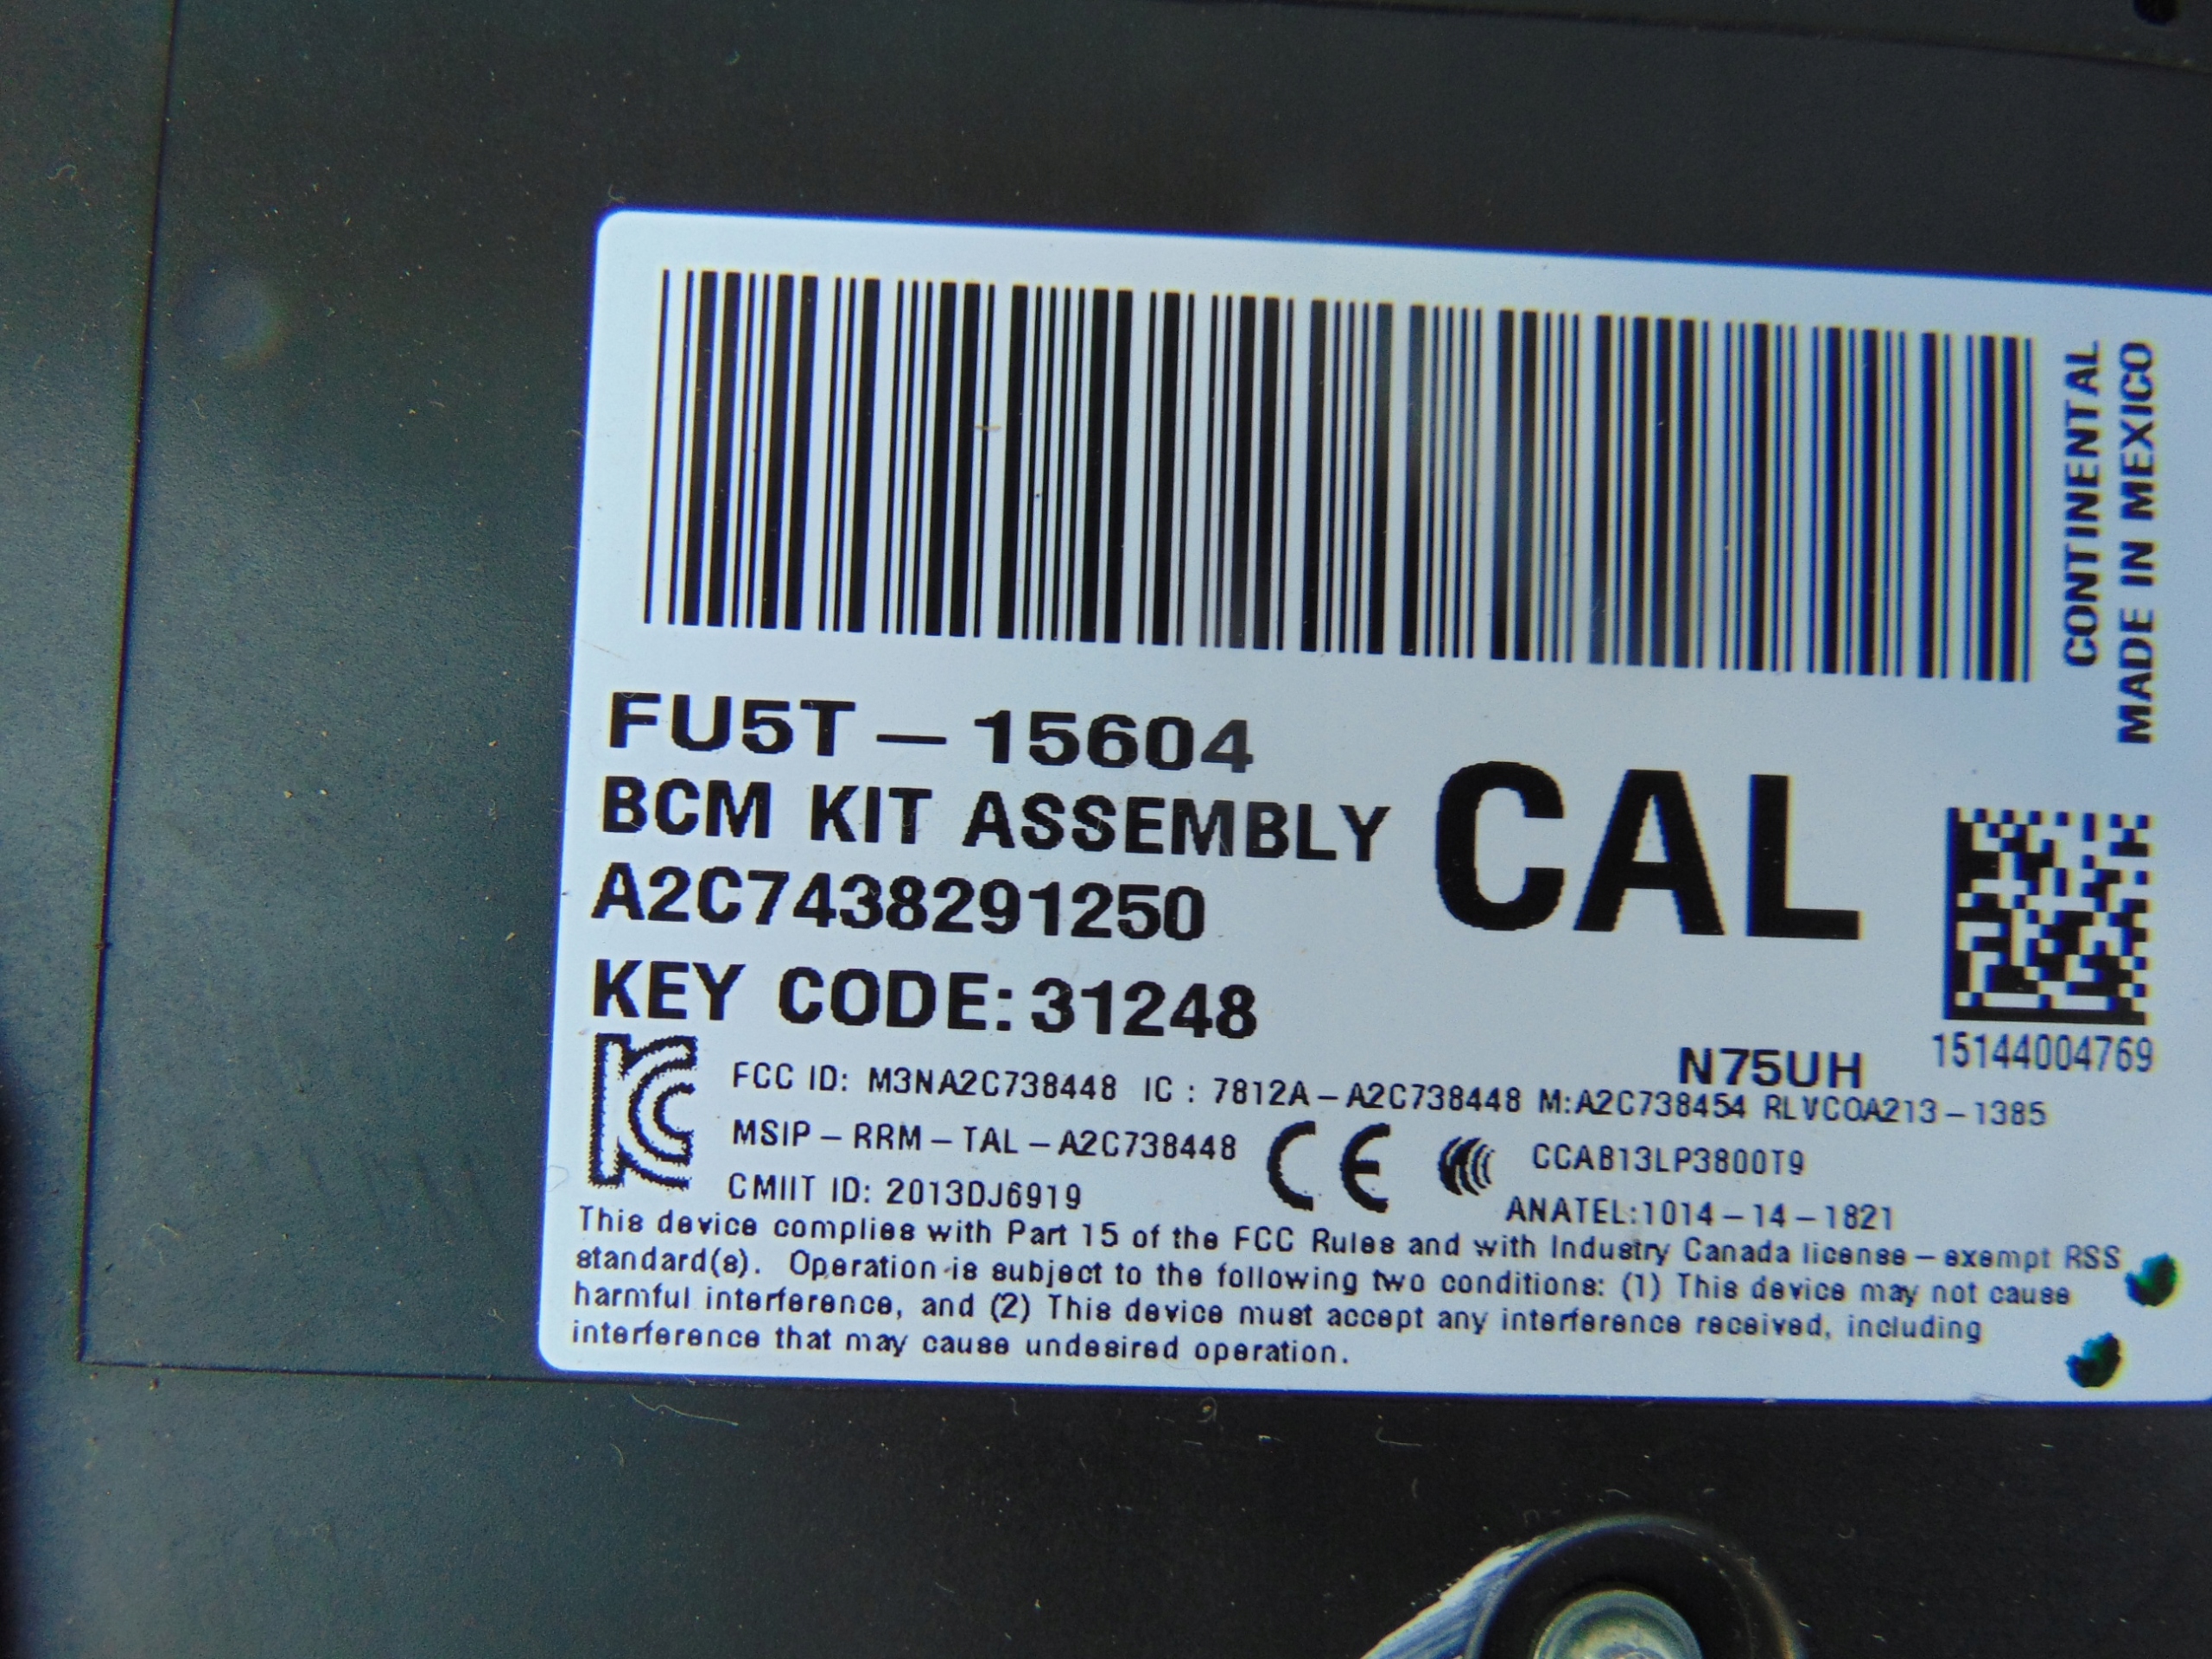 CONTINENTAL
MADE IN MEXICO
FU5T-15604
BCM KIT ASSEMBLY
CAL
A2C7438291250
KEY CODE: 31248
N75UH
15144004769
FCC ID: M3NA2C738448 IC : 7812A-A2C738448 M:A2C738454 RLVCOA213-1385
MSIP-RRM-TAL-A2C738448
CE
CCAB13LP3800T9
CMIIT ID: 2013DJ6919
ANATEL:1014-14-1821
This device complies with Part 15 of the FCC Rules and with Industry Canada license-exempt RSS
standard(s). Operation is subject to the following two conditions: (1) This device may not cause
harmful interference, and (2) This device must accept any interference received, including
interference that may cause undesired operation.